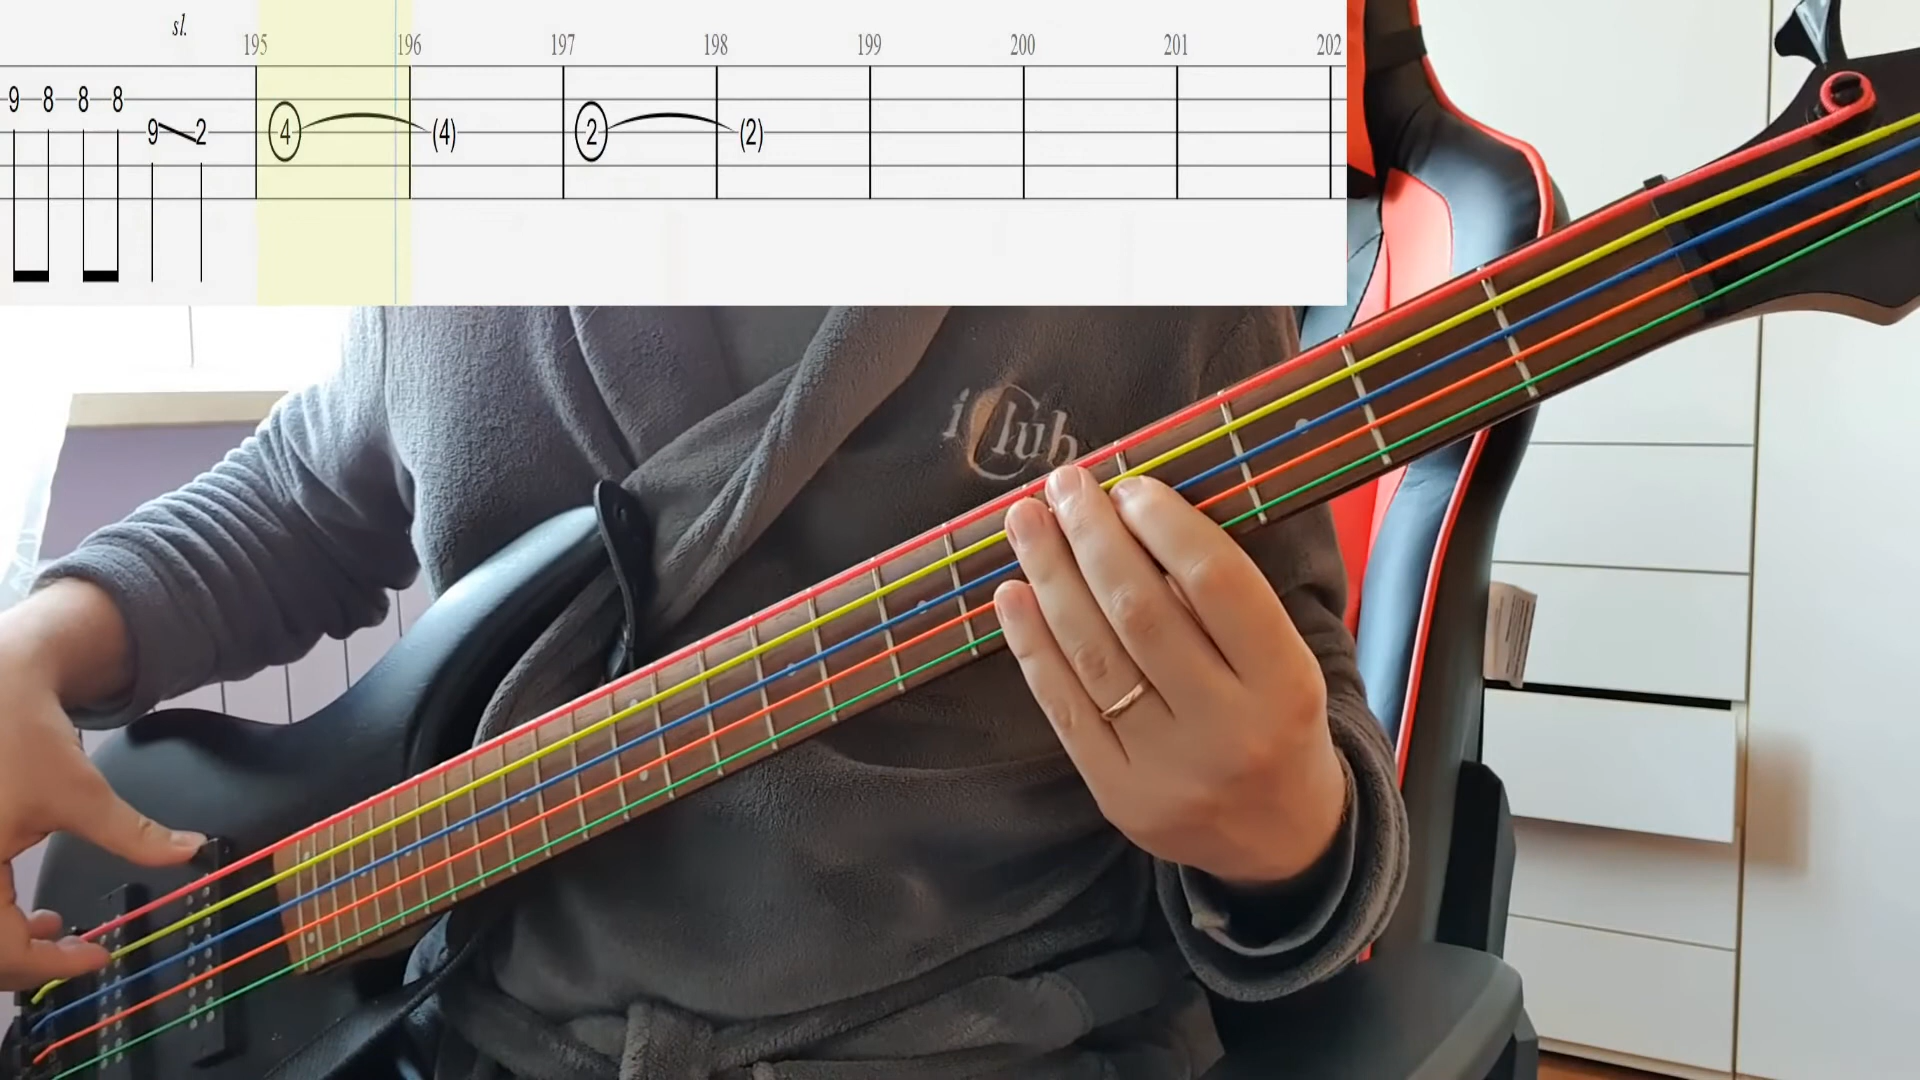 sl.
195 196 197 198 199 200 201 202
9 8 8 8
9 2 4 (4) 2 (2)
iClub